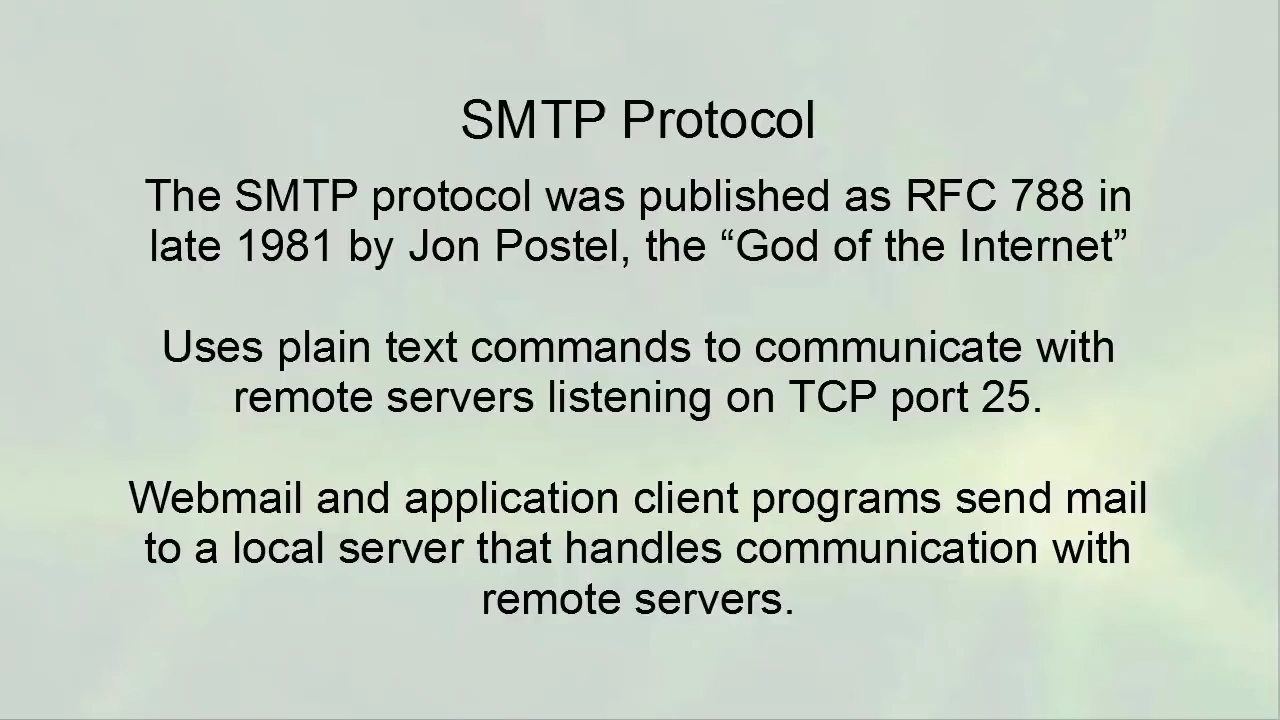 SMTP Protocol
The SMTP protocol was published as RFC 788 in
late 1981 by Jon Postel, the “God of the Internet”
Uses plain text commands to communicate with
remote servers listening on TCP port 25.
Webmail and application client programs send mail
to a local server that handles communication with
remote servers.